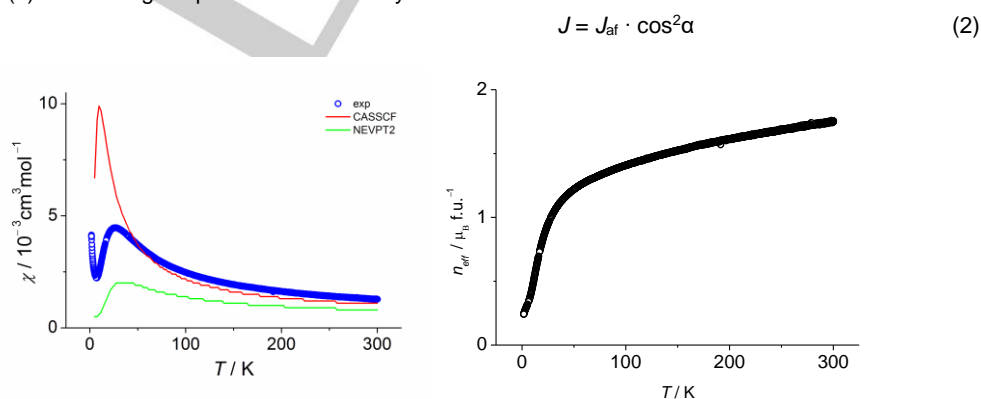 J = Jaf · cos²α (2)
10
5
0
χ / 10⁻³cm³mol⁻¹
exp
CASSCF
NEVPT2
0 100 200 300
T / K
2
1
0
neff / μB f.u.⁻¹
0 100 200 300
T / K